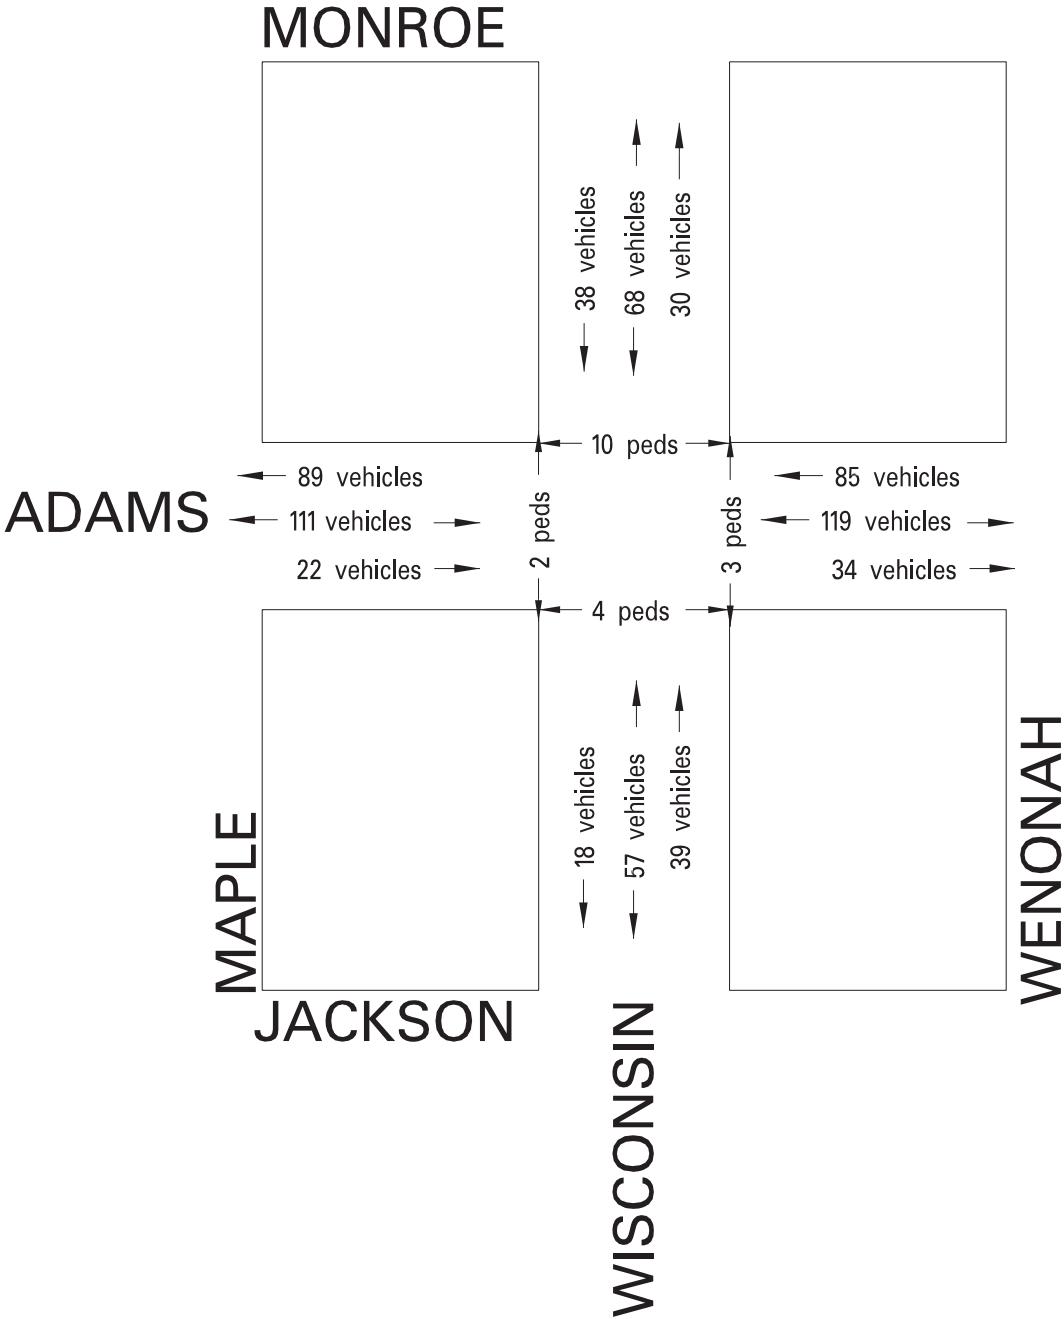 MONROE
38 vehicles
68 vehicles
30 vehicles
10 peds
89 vehicles
85 vehicles
ADAMS
111 vehicles
2 peds
3 peds
119 vehicles
22 vehicles
34 vehicles
4 peds
18 vehicles
57 vehicles
39 vehicles
MAPLE
WENONAH
JACKSON
WISCONSIN